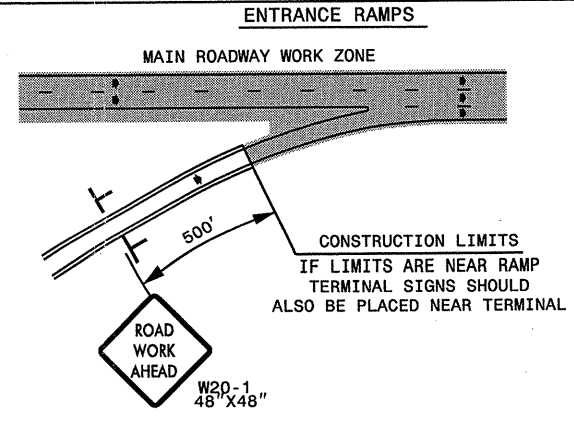 ENTRANCE RAMPS
MAIN ROADWAY WORK ZONE
500'
CONSTRUCTION LIMITS
IF LIMITS ARE NEAR RAMP
TERMINAL SIGNS SHOULD
ALSO BE PLACED NEAR TERMINAL
ROAD
WORK
AHEAD
W20-1
48"X48"